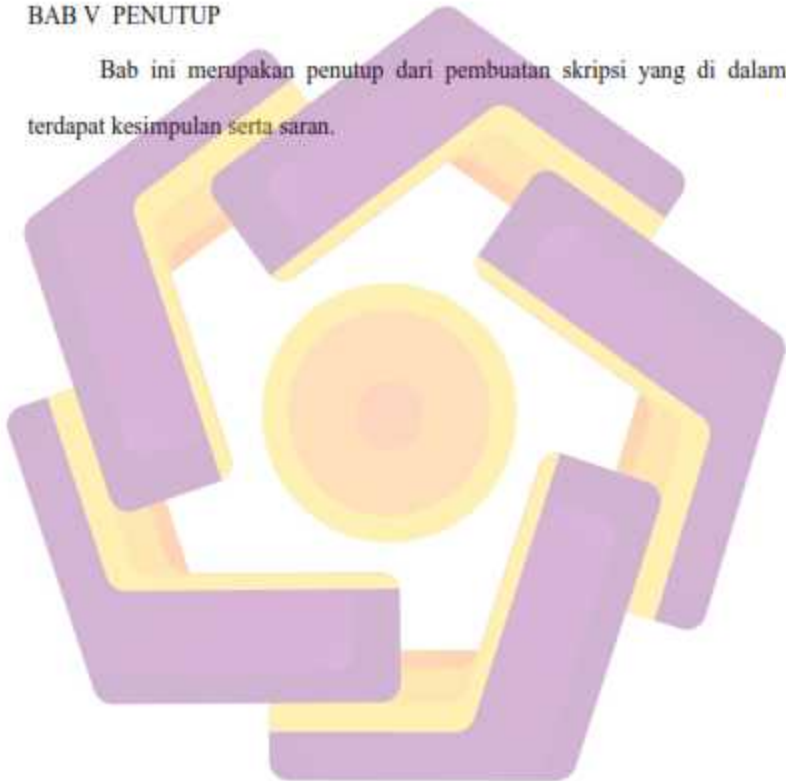 BAB V PENUTUP
Bab ini merupakan penutup dari pembuatan skripsi yang di dalam
terdapat kesimpulan serta saran.